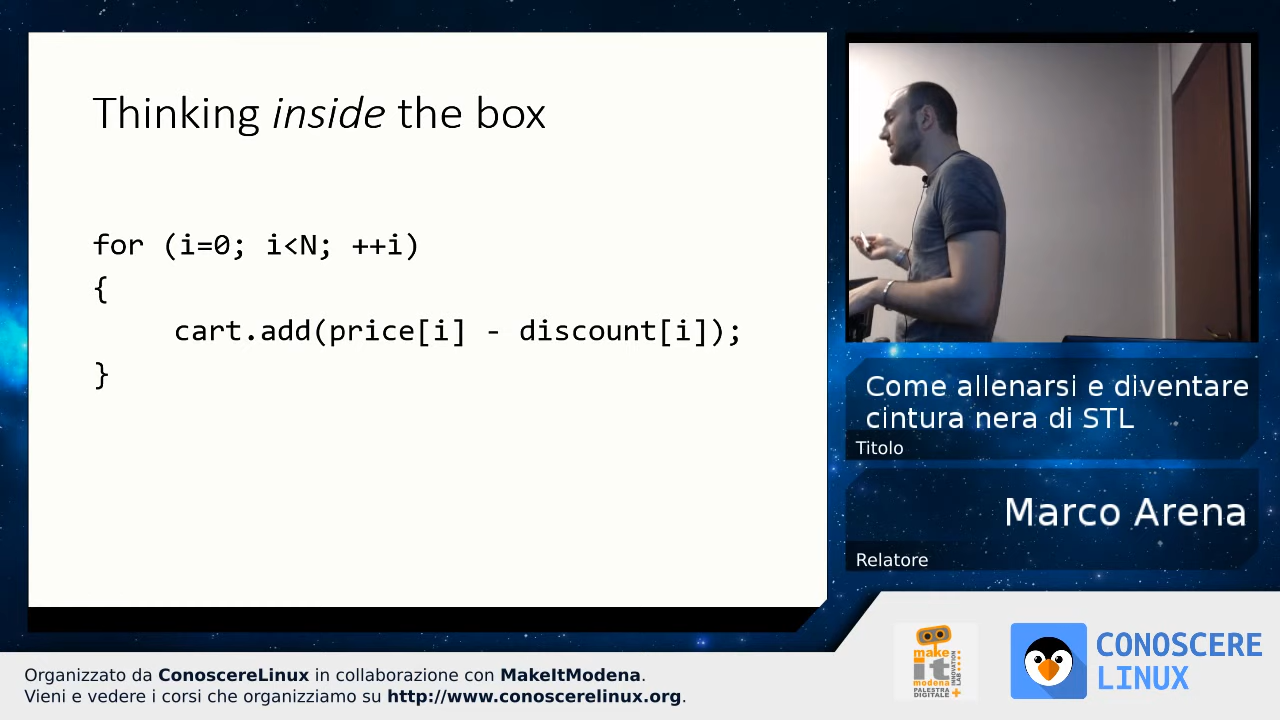 Thinking inside the box
for (i=0; i<N; ++i)
{
cart.add(price[i] - discount[i]);
}
Come allenarsi e diventare
cintura nera di STL
Titolo
Marco Arena
Relatore
make
it
modena
PALESTRA
DIGITALE
INNOVATION
LAB
CONOSCERE
LINUX
Organizzato da ConoscereLinux in collaborazione con MakeItModena.
Vieni e vedere i corsi che organizziamo su http://www.conoscerelinux.org.